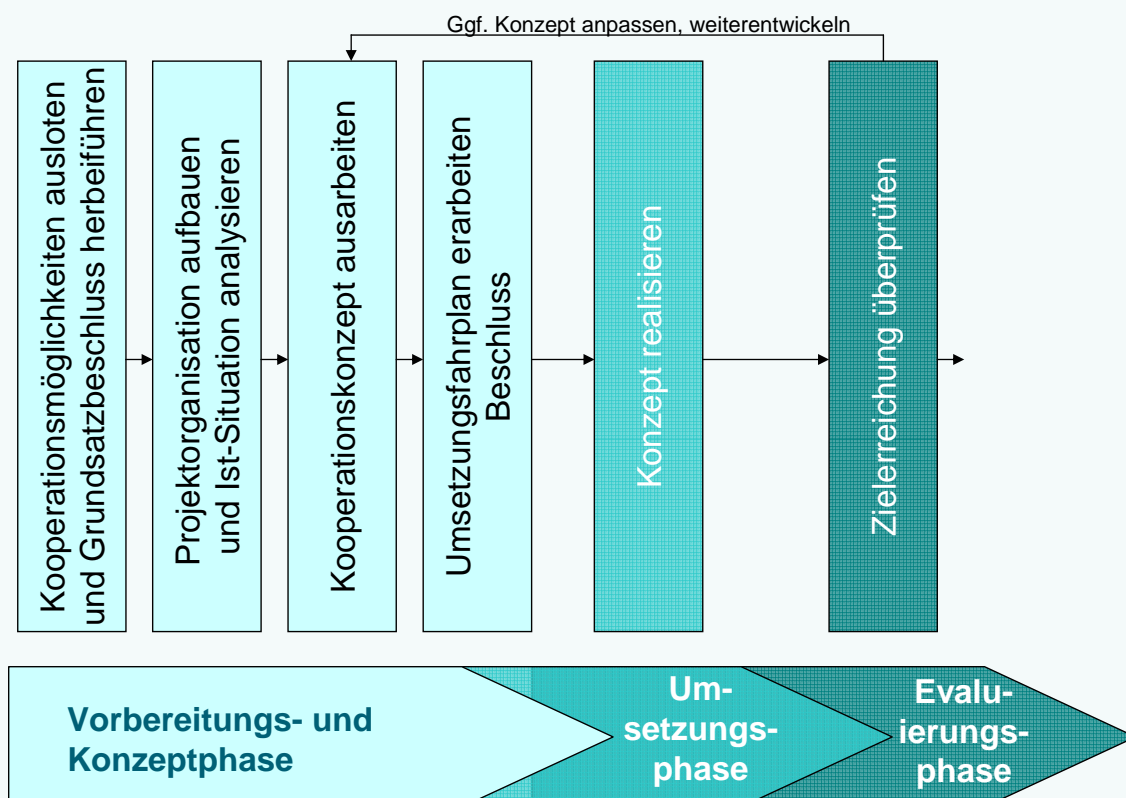 Ggf. Konzept anpassen, weiterentwickeln
Kooperationsmöglichkeiten ausloten
und Grundsatzbeschluss herbeiführen
Projektorganisation aufbauen
und Ist-Situation analysieren
Kooperationskonzept ausarbeiten
Umsetzungsfahrplan erarbeiten
Beschluss
Konzept realisieren
Zielerreichung überprüfen
Vorbereitungs- und
Konzeptphase
Um-
setzungs-
phase
Evalu-
ierungs-
phase